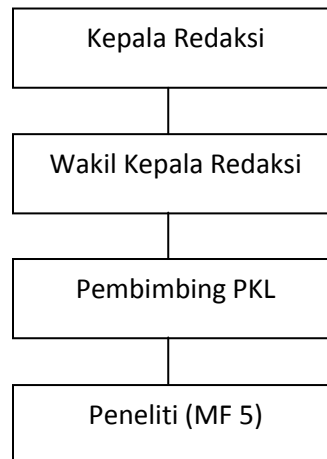 Kepala Redaksi
Wakil Kepala Redaksi
Pembimbing PKL
Peneliti (MF 5)